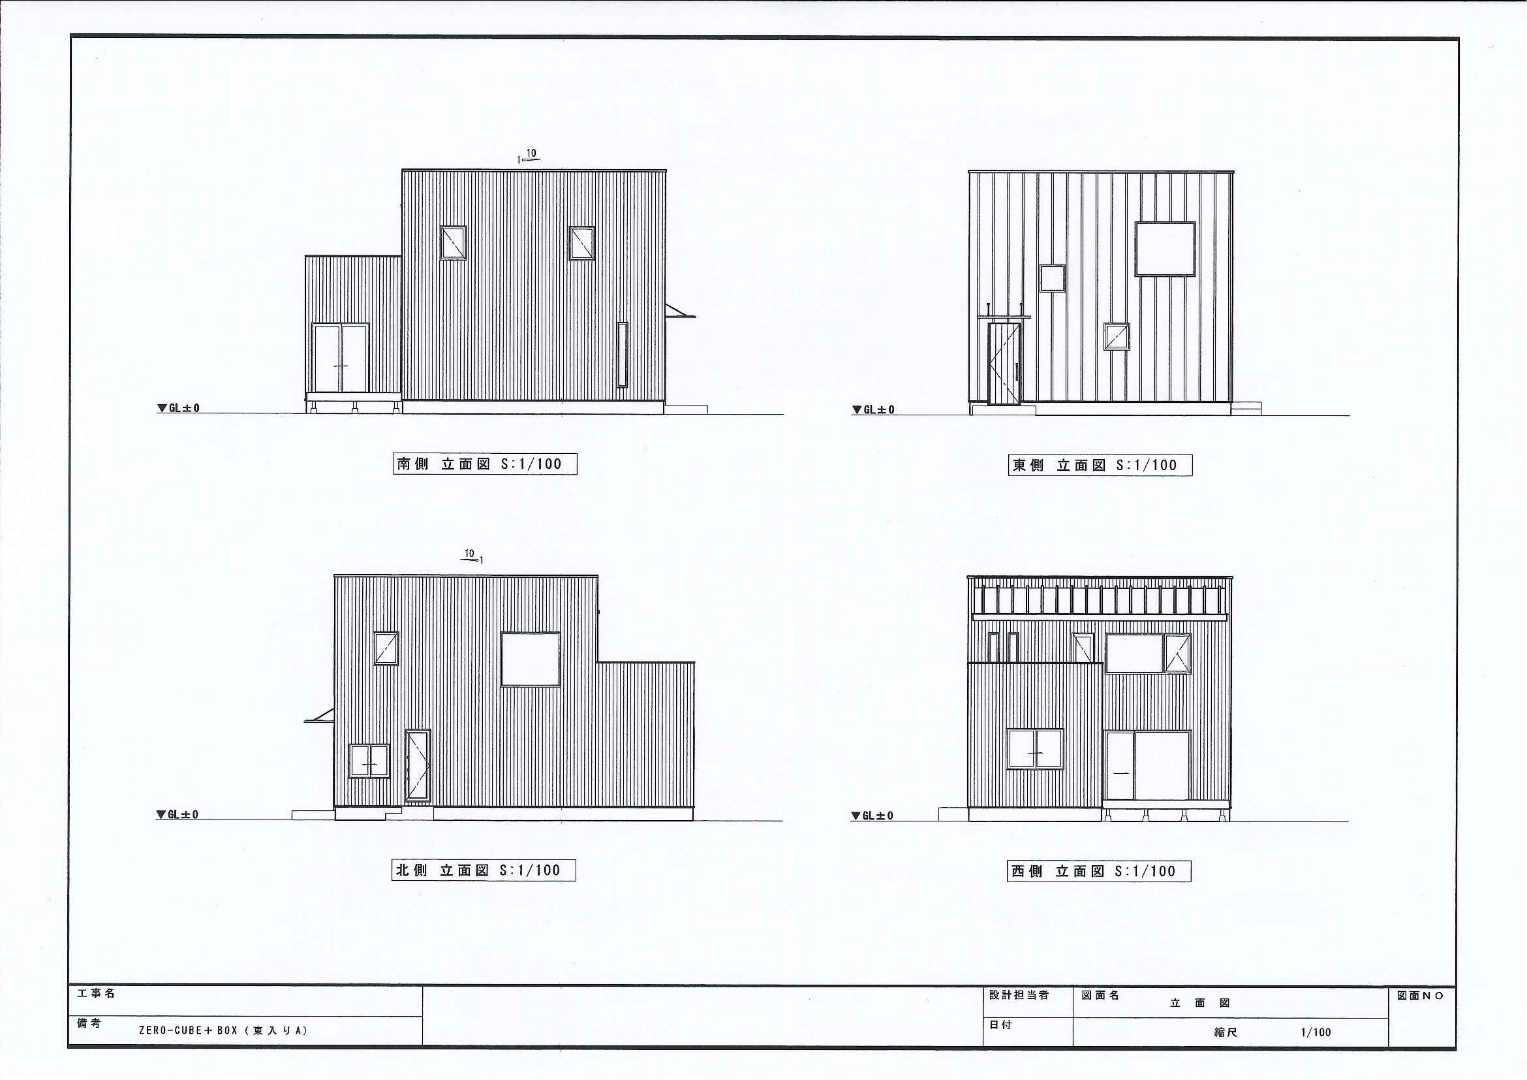 10
1
▼GL±0
南側 立面図 S:1/100
▼GL±0
東側 立面図 S:1/100
10
1
▼GL±0
北側 立面図 S:1/100
▼GL±0
西側 立面図 S:1/100
工事名
備考 ZERO-CUBE+BOX(東入りA)
設計担当者
日付
図面名 立面図
縮尺 1/100
図面NO